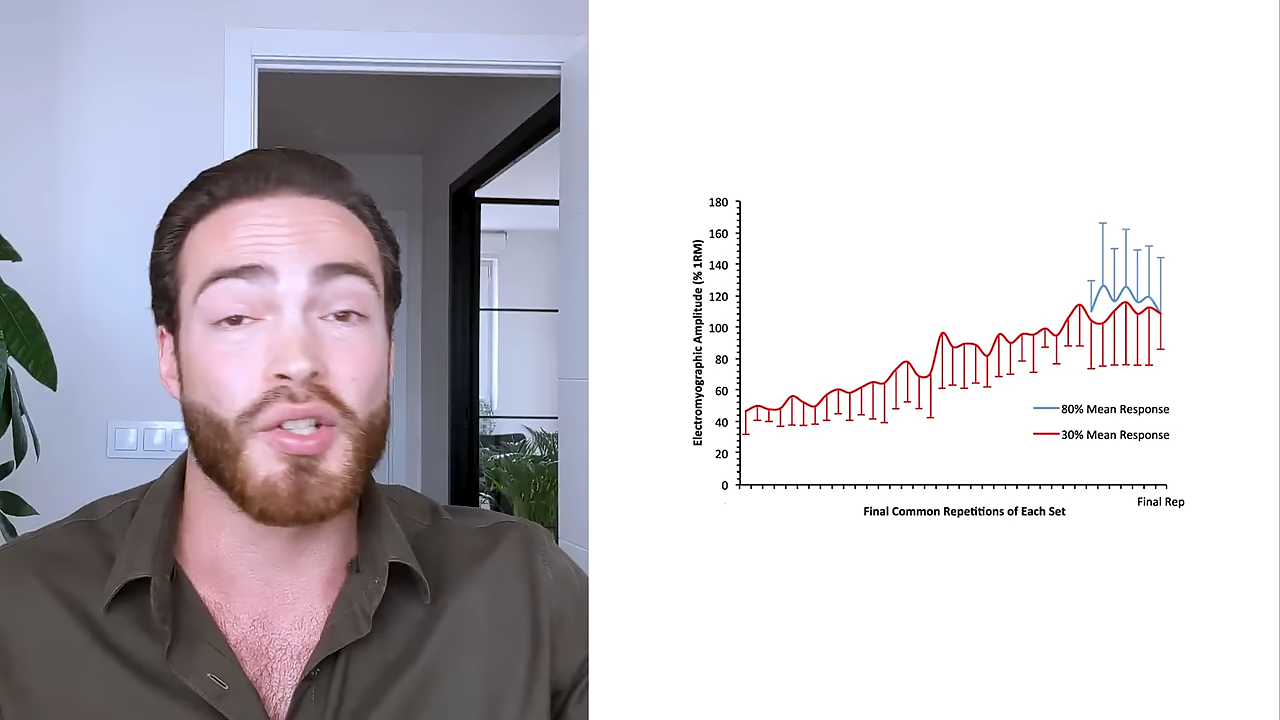 180
160
140
120
100
80
60
40
20
0
Electromyographic Amplitude (% 1RM)
80% Mean Response
30% Mean Response
Final Rep
Final Common Repetitions of Each Set